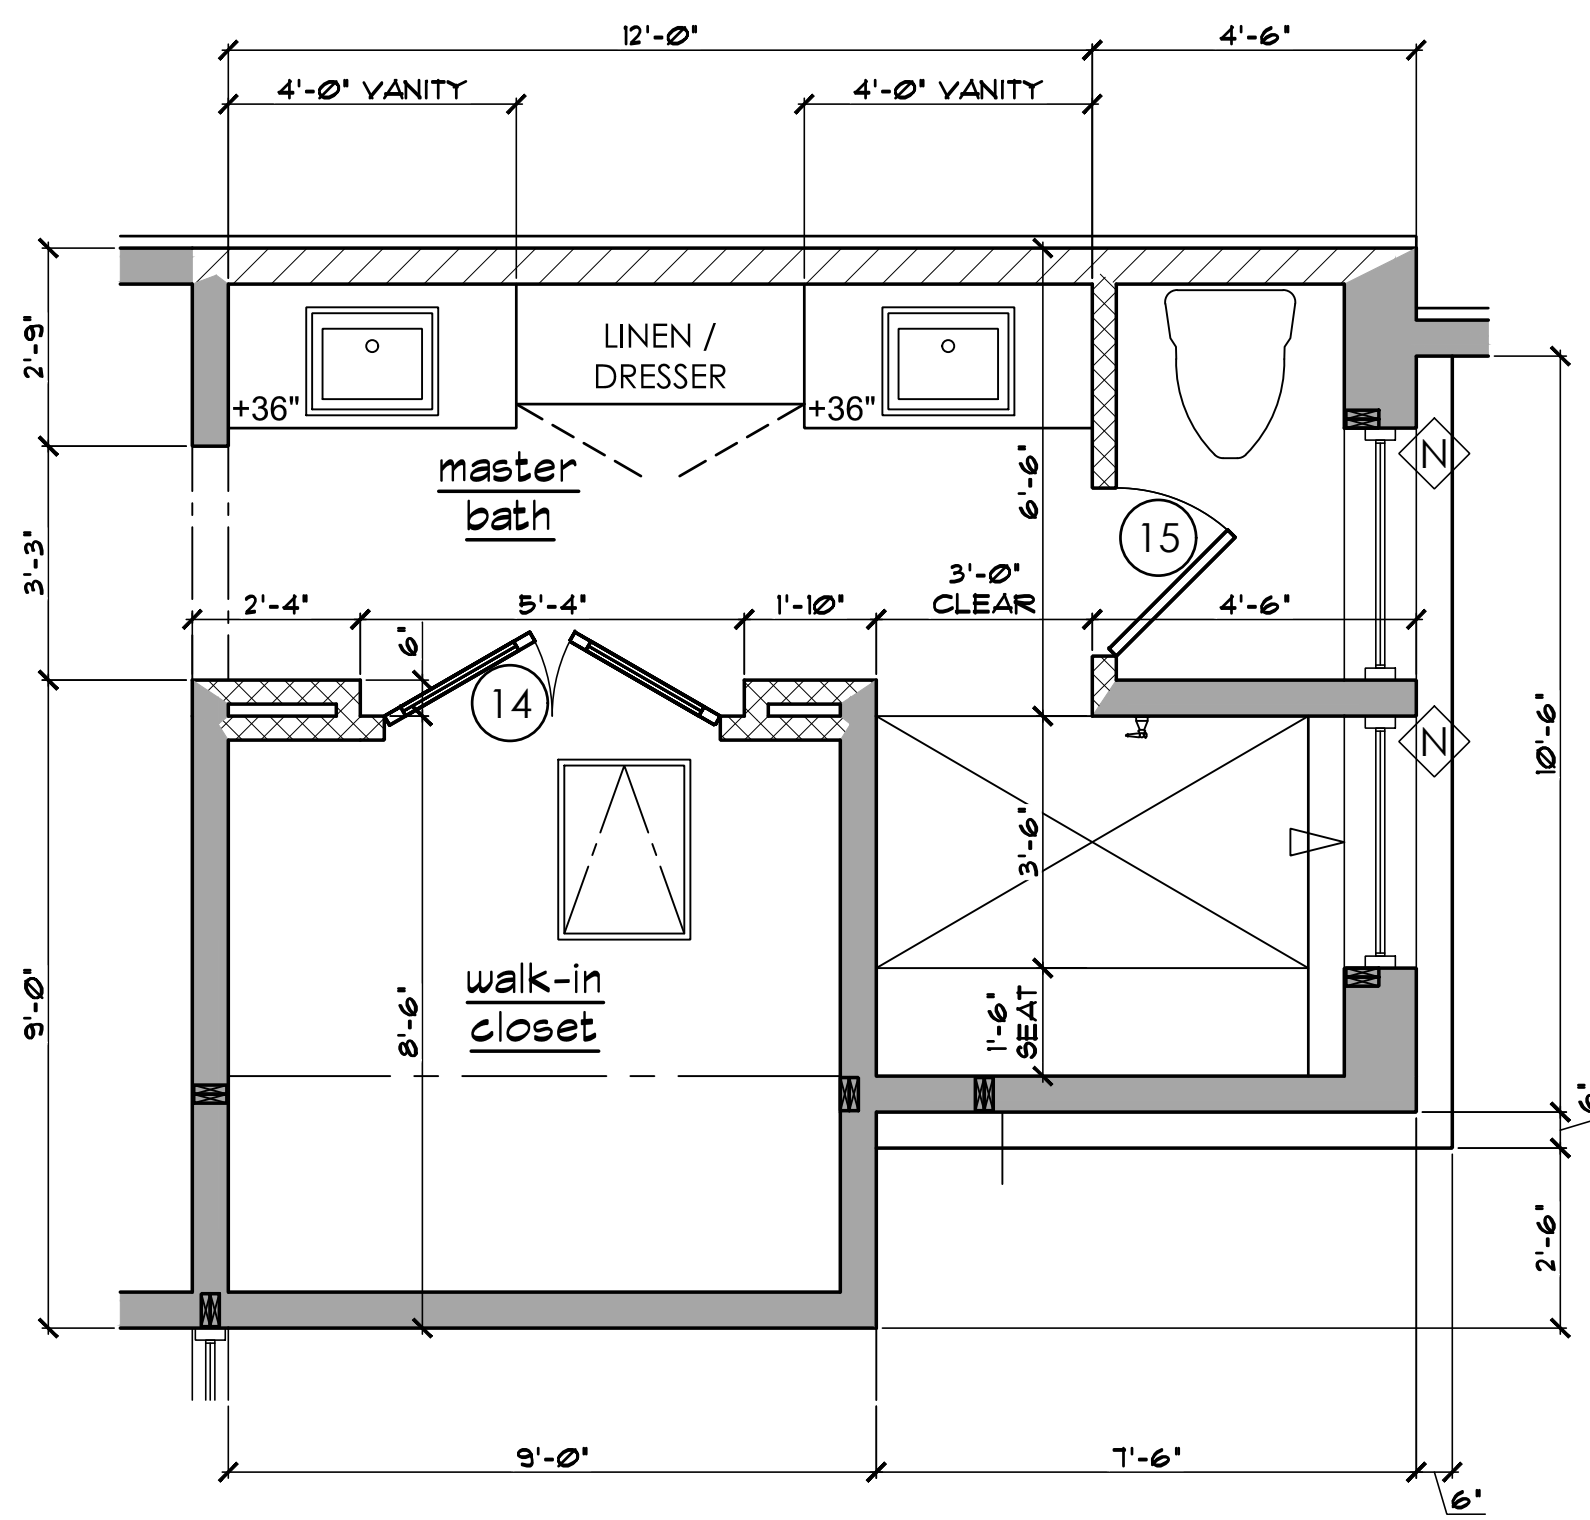 12'-0"
4'-6"
4'-0" VANITY
4'-0" VANITY
2'-9"
LINEN /
DRESSER
+36"
+36"
master
bath
6'-6"
N
15
3'-3"
3'-0"
CLEAR
2'-4"
5'-4"
1'-10"
4'-6"
6"
14
N
10'-6"
3'-6"
walk-in
closet
9'-0"
8'-6"
1'-6"
SEAT
6"
2'-6"
9'-0"
7'-6"
6"